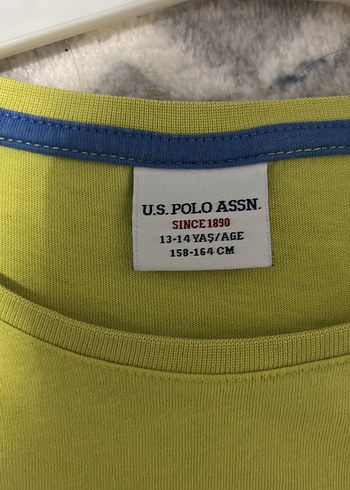 U.S. POLO ASSN.
SINCE 1890
13-14 YAŞ/AGE
158-164 CM